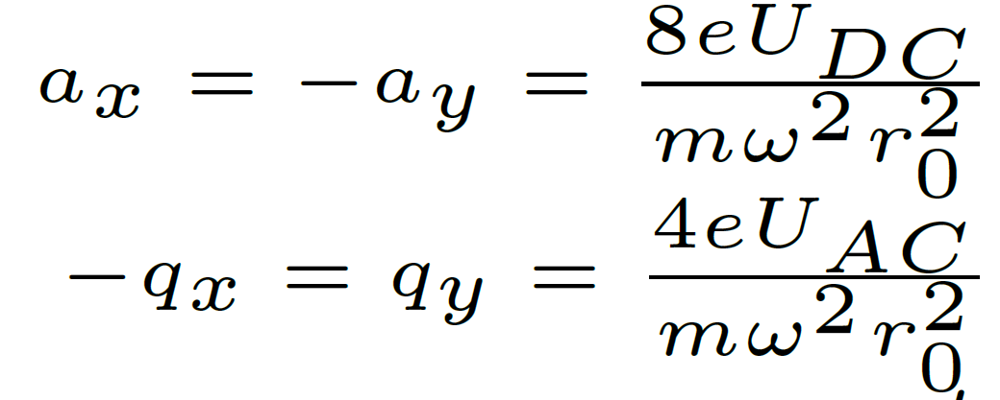 a_x = -a_y = \frac{8eU_{DC}}{m\omega^2 r_0^2}
-q_x = q_y = \frac{4eU_{AC}}{m\omega^2 r_0^2}